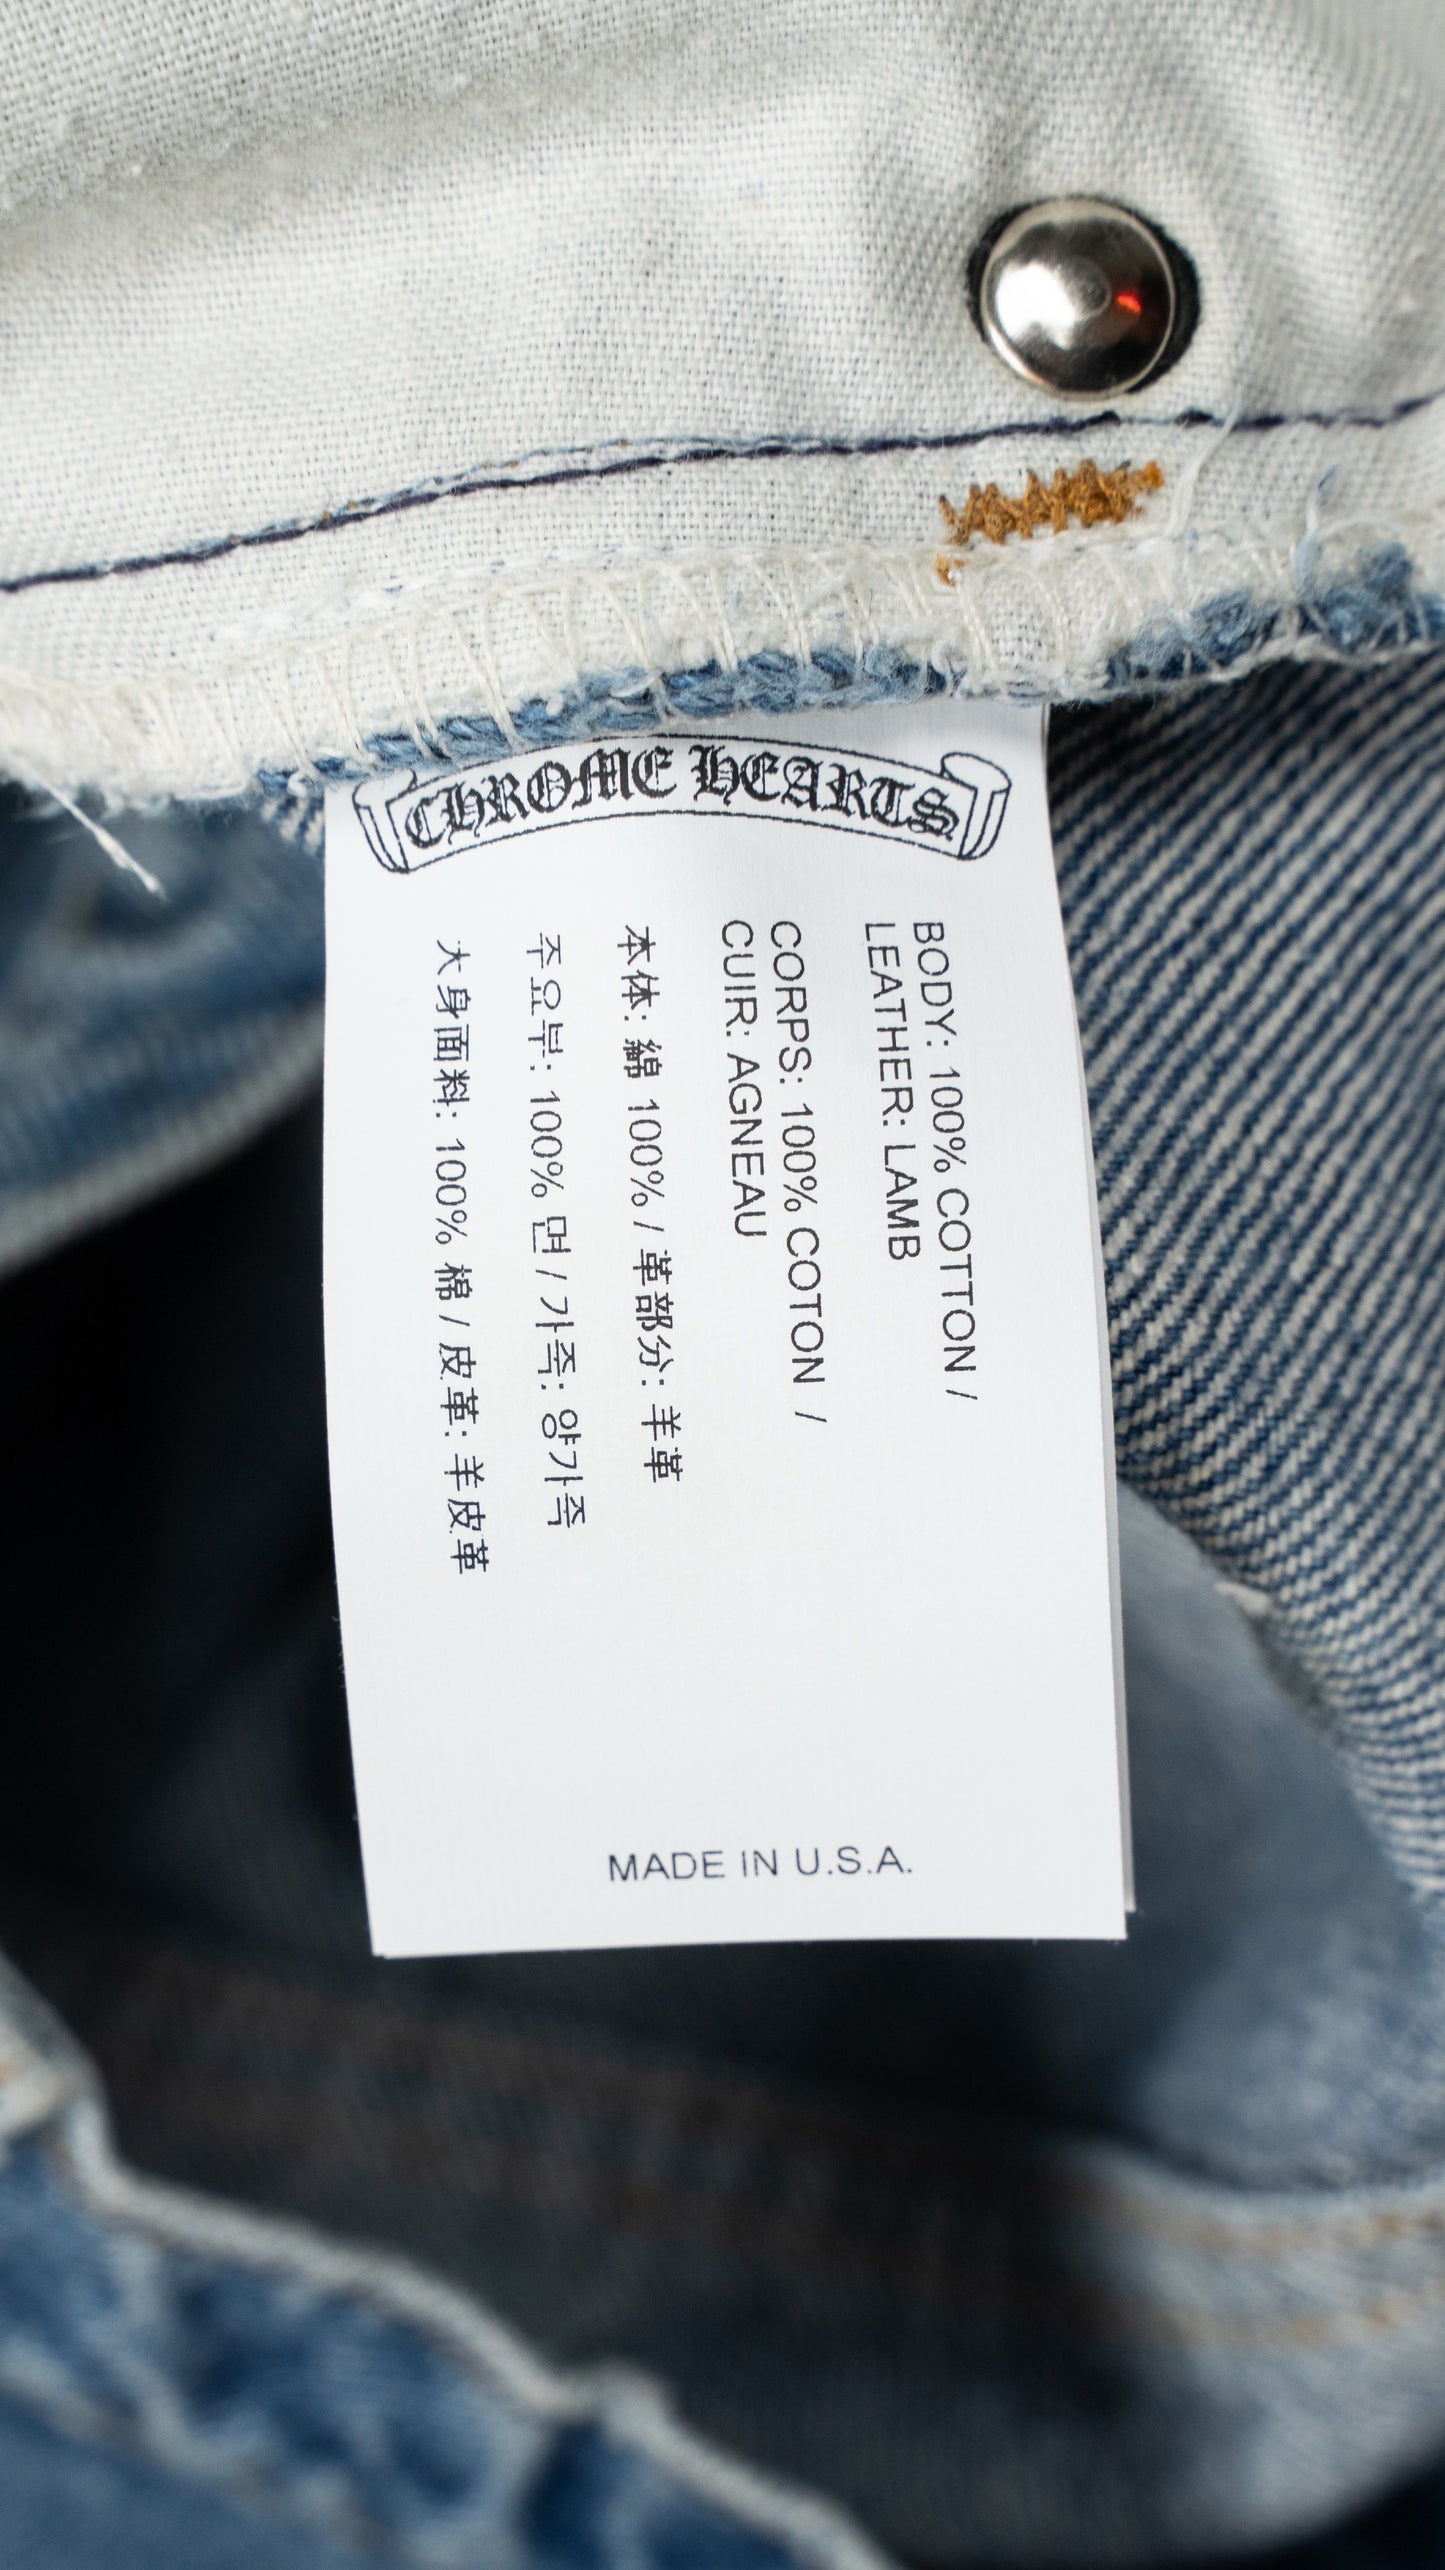 CHROME HEARTS
BODY: 100% COTTON /
LEATHER: LAMB
CORPS: 100% COTON /
CUIR: AGNEAU
本体: 綿 100% / 革部分: 羊革
주요부: 100% 면 / 가죽: 양가죽
大身面料: 100% 棉 / 皮革: 羊皮革
MADE IN U.S.A.